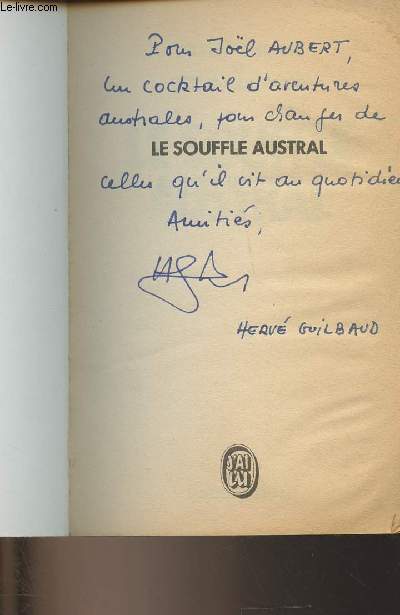 © Le-livre.com
Pour Joël AUBERT,
Un cocktail d'aventures
australes, pour changer de
LE SOUFFLE AUSTRAL
celles qu'il vit au quotidien
Amitiés,
HERVÉ GUILBAUD
J'AI
LU